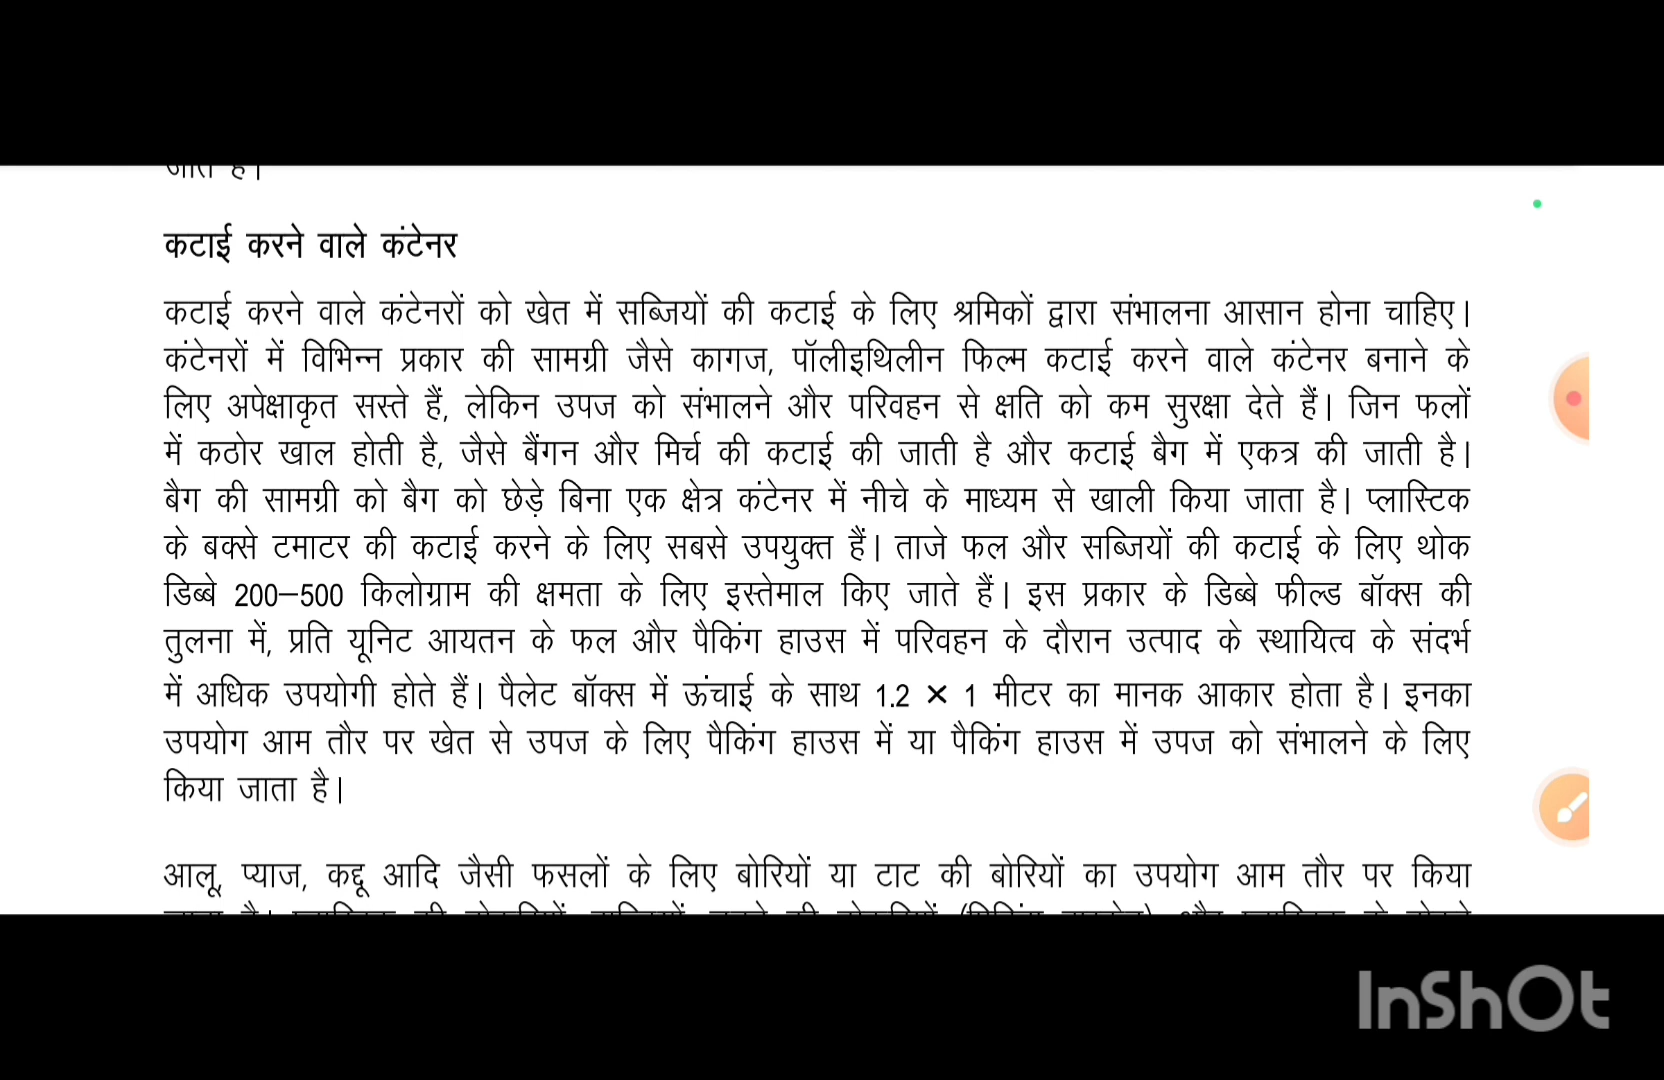 जाते है।
कटाई करने वाले कंटेनर
कटाई करने वाले कंटेनरों को खेत में सब्जियों की कटाई के लिए श्रमिकों द्वारा संभालना आसान होना चाहिए।
कंटेनरों में विभिन्न प्रकार की सामग्री जैसे कागज, पॉलीइथिलीन फिल्म कटाई करने वाले कंटेनर बनाने के
लिए अपेक्षाकृत सस्ते हैं, लेकिन उपज को संभालने और परिवहन से क्षति को कम सुरक्षा देते हैं। जिन फलों
में कठोर खाल होती है, जैसे बैंगन और मिर्च की कटाई की जाती है और कटाई बैग में एकत्र की जाती है।
बैग की सामग्री को बैग को छेड़े बिना एक क्षेत्र कंटेनर में नीचे के माध्यम से खाली किया जाता है। प्लास्टिक
के बक्से टमाटर की कटाई करने के लिए सबसे उपयुक्त हैं। ताजे फल और सब्जियों की कटाई के लिए थोक
डिब्बे 200–500 किलोग्राम की क्षमता के लिए इस्तेमाल किए जाते हैं। इस प्रकार के डिब्बे फील्ड बॉक्स की
तुलना में, प्रति यूनिट आयतन के फल और पैकिंग हाउस में परिवहन के दौरान उत्पाद के स्थायित्व के संदर्भ
में अधिक उपयोगी होते हैं। पैलेट बॉक्स में ऊंचाई के साथ 1.2 × 1 मीटर का मानक आकार होता है। इनका
उपयोग आम तौर पर खेत से उपज के लिए पैकिंग हाउस में या पैकिंग हाउस में उपज को संभालने के लिए
किया जाता है।
आलू, प्याज, कद्दू आदि जैसी फसलों के लिए बोरियों या टाट की बोरियों का उपयोग आम तौर पर किया
InShOt